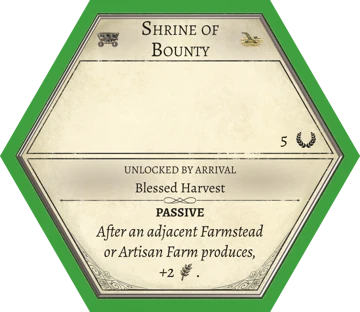 SHRINE OF
BOUNTY
5
UNLOCKED BY ARRIVAL
Blessed Harvest
PASSIVE
After an adjacent Farmstead
or Artisan Farm produces,
+2 .